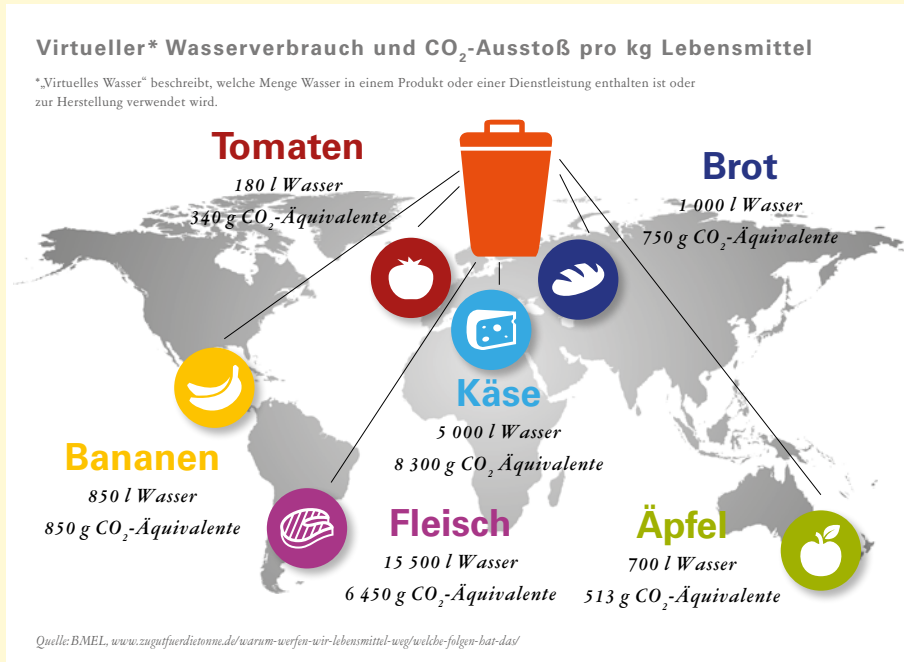 Virtueller* Wasserverbrauch und CO₂-Ausstoß pro kg Lebensmittel
*„Virtuelles Wasser“ beschreibt, welche Menge Wasser in einem Produkt oder einer Dienstleistung enthalten ist oder
zur Herstellung verwendet wird.
Tomaten
180 l Wasser
340 g CO₂-Äquivalente
Brot
1 000 l Wasser
750 g CO₂-Äquivalente
Käse
5 000 l Wasser
8 300 g CO₂ Äquivalente
Bananen
850 l Wasser
850 g CO₂-Äquivalente
Fleisch
15 500 l Wasser
6 450 g CO₂-Äquivalente
Äpfel
700 l Wasser
513 g CO₂-Äquivalente
Quelle: BMEL, www.zugutfuerdietonne.de/warum-werfen-wir-lebensmittel-weg/welche-folgen-hat-das/